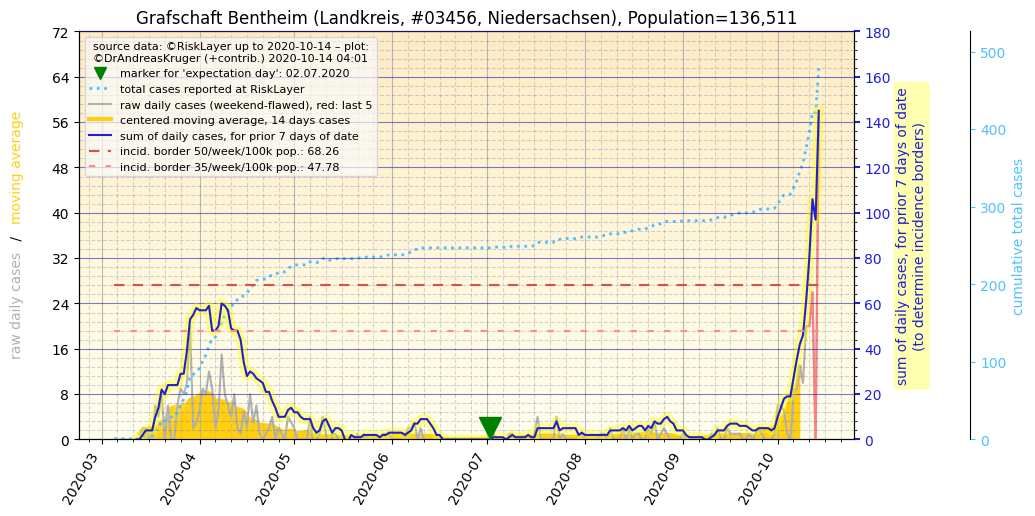 Grafschaft Bentheim (Landkreis, #03456, Niedersachsen), Population=136,511
source data: ©RiskLayer up to 2020-10-14 – plot:
©DrAndreasKruger (+contrib.) 2020-10-14 04:01
marker for 'expectation day': 02.07.2020
total cases reported at RiskLayer
raw daily cases (weekend-flawed), red: last 5
centered moving average, 14 days cases
sum of daily cases, for prior 7 days of date
incid. border 50/week/100k pop.: 68.26
incid. border 35/week/100k pop.: 47.78
raw daily cases / moving average
72
64
56
48
40
32
24
16
8
0
180
160
140
120
100
80
60
40
20
0
sum of daily cases, for prior 7 days of date
(to determine incidence borders)
500
400
300
200
100
0
cumulative total cases
2020-03
2020-04
2020-05
2020-06
2020-07
2020-08
2020-09
2020-10